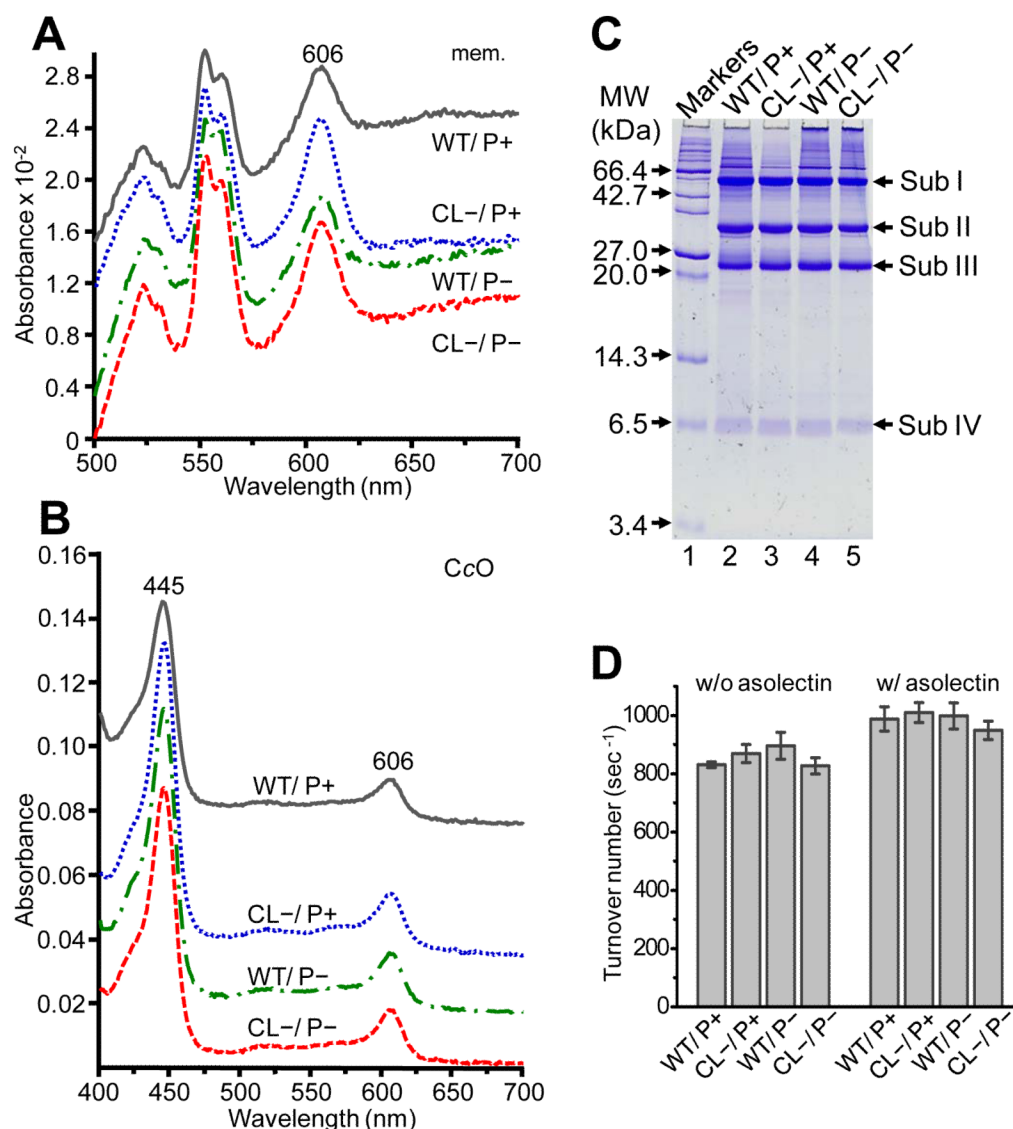 A
mem.
606
Absorbance x 10⁻²
2.8
2.4
2.0
1.6
1.2
0.8
0.4
0
WT/ P+
CL−/ P+
WT/ P−
CL−/ P−
500
550
600
650
700
Wavelength (nm)
B
CcO
445
606
Absorbance
0.16
0.14
0.12
0.10
0.08
0.06
0.04
0.02
WT/ P+
CL−/ P+
WT/ P−
CL−/ P−
400
450
500
550
600
650
700
Wavelength (nm)
C
MW
(kDa)
Markers
WT/ P+
CL−/ P+
WT/ P−
CL−/ P−
66.4
42.7
27.0
20.0
14.3
6.5
3.4
Sub I
Sub II
Sub III
Sub IV
1 2 3 4 5
D
w/o asolectin
w/ asolectin
Turnover number (sec⁻¹)
1000
800
600
400
200
0
WT/P+
CL−/P+
WT/P−
CL−/P−
WT/P+
CL−/P+
WT/P−
CL−/P−